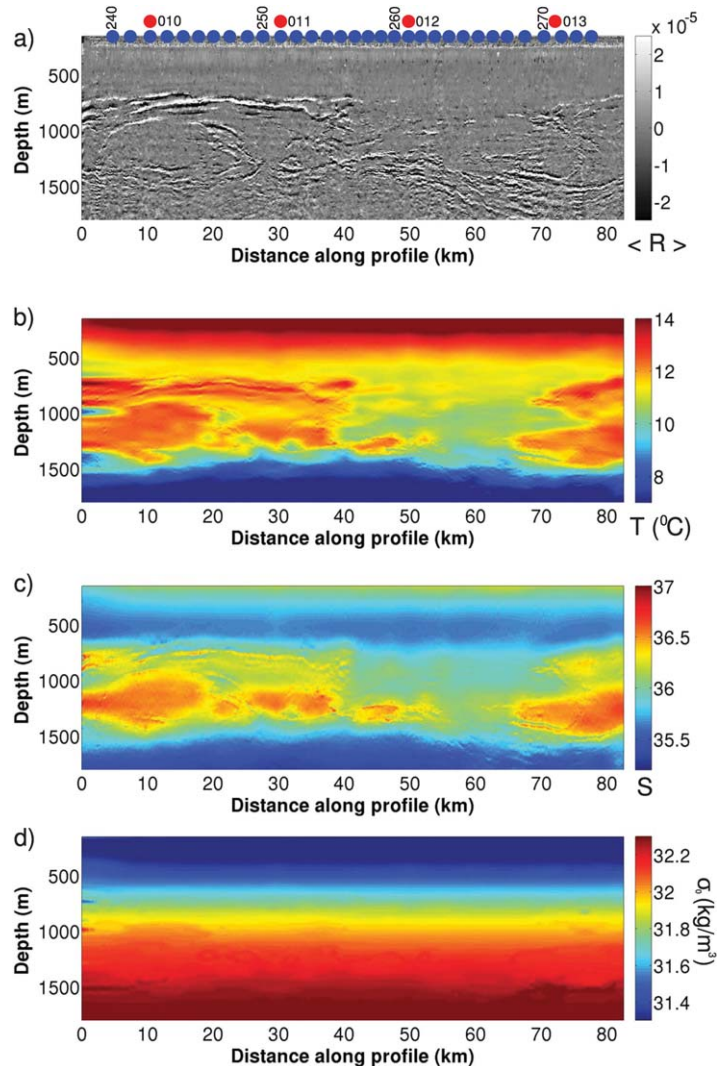 240 010 250 011 260 012 270 013
a)
x 10⁻⁵
2
1
0
-1
-2
< R >
Depth (m)
500
1000
1500
0 10 20 30 40 50 60 70 80
Distance along profile (km)
b)
Depth (m)
500
1000
1500
0 10 20 30 40 50 60 70 80
Distance along profile (km)
14
12
10
8
T (⁰C)
c)
Depth (m)
500
1000
1500
0 10 20 30 40 50 60 70 80
Distance along profile (km)
37
36.5
36
35.5
S
d)
Depth (m)
500
1000
1500
0 10 20 30 40 50 60 70 80
Distance along profile (km)
32.2
32
31.8
31.6
31.4
(kg/m³)